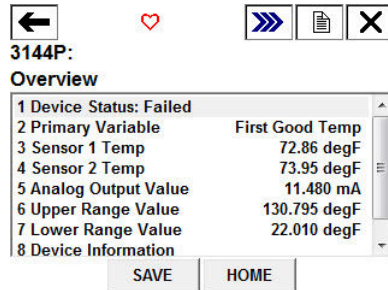 3144P:
Overview
1 Device Status: Failed
2 Primary Variable First Good Temp
3 Sensor 1 Temp 72.86 degF
4 Sensor 2 Temp 73.95 degF
5 Analog Output Value 11.480 mA
6 Upper Range Value 130.795 degF
7 Lower Range Value 22.010 degF
8 Device Information
SAVE HOME